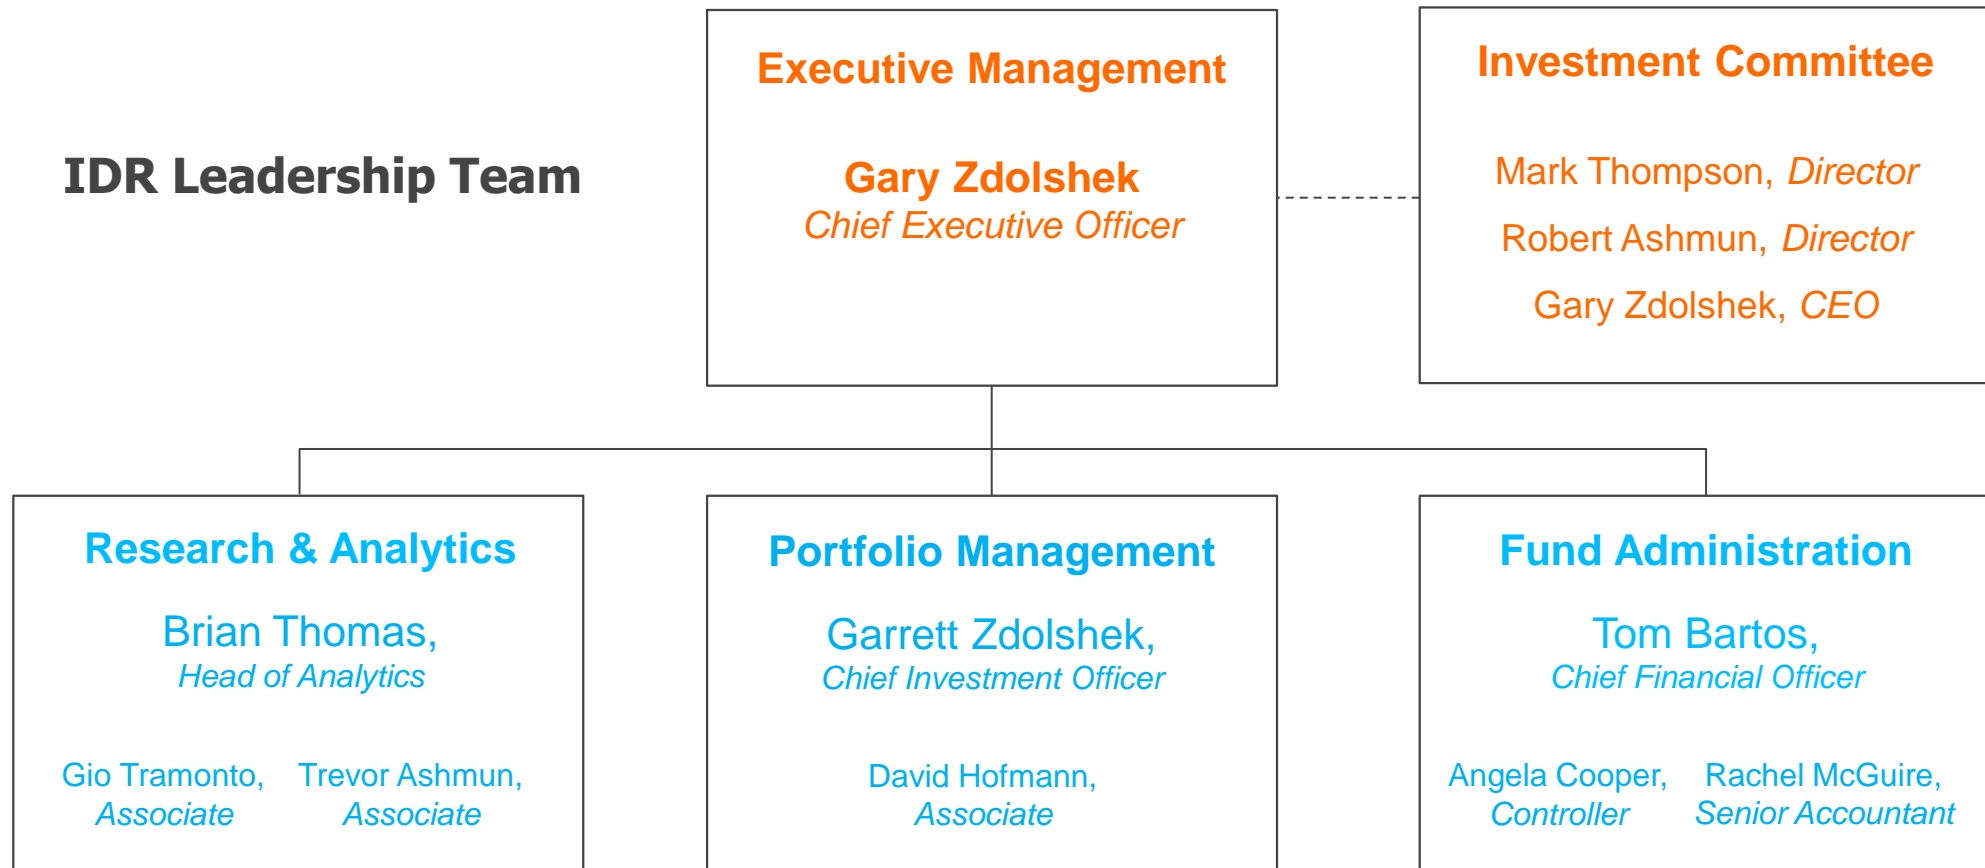 IDR Leadership Team
Executive Management
Gary Zdolshek
Chief Executive Officer
Investment Committee
Mark Thompson, Director
Robert Ashmun, Director
Gary Zdolshek, CEO
Research & Analytics
Brian Thomas,
Head of Analytics
Gio Tramonto,
Associate
Trevor Ashmun,
Associate
Portfolio Management
Garrett Zdolshek,
Chief Investment Officer
David Hofmann,
Associate
Fund Administration
Tom Bartos,
Chief Financial Officer
Angela Cooper,
Controller
Rachel McGuire,
Senior Accountant